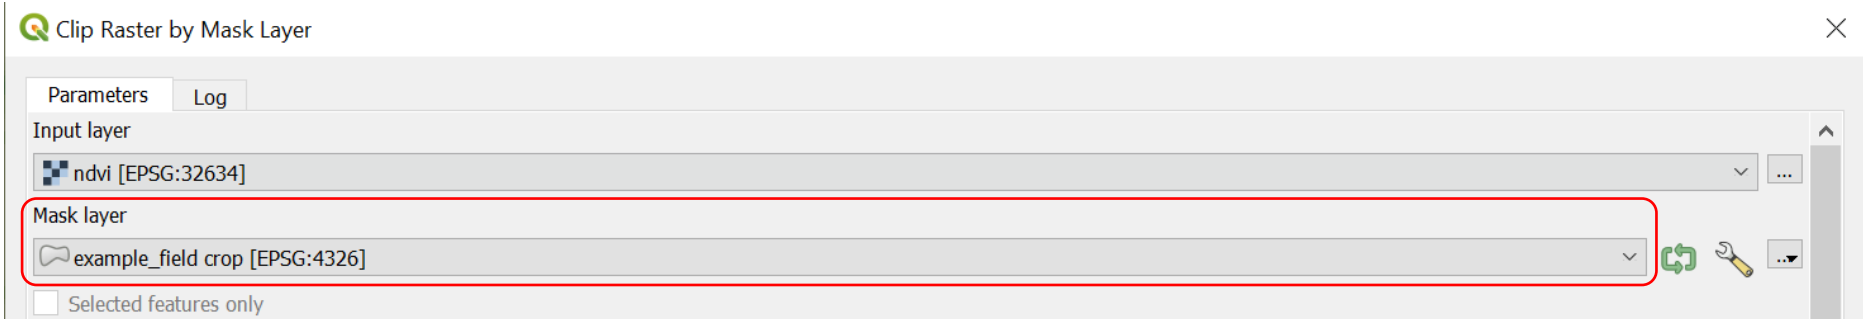 Clip Raster by Mask Layer
Parameters Log
Input layer
ndvi [EPSG:32634]
...
Mask layer
example_field crop [EPSG:4326]
Selected features only